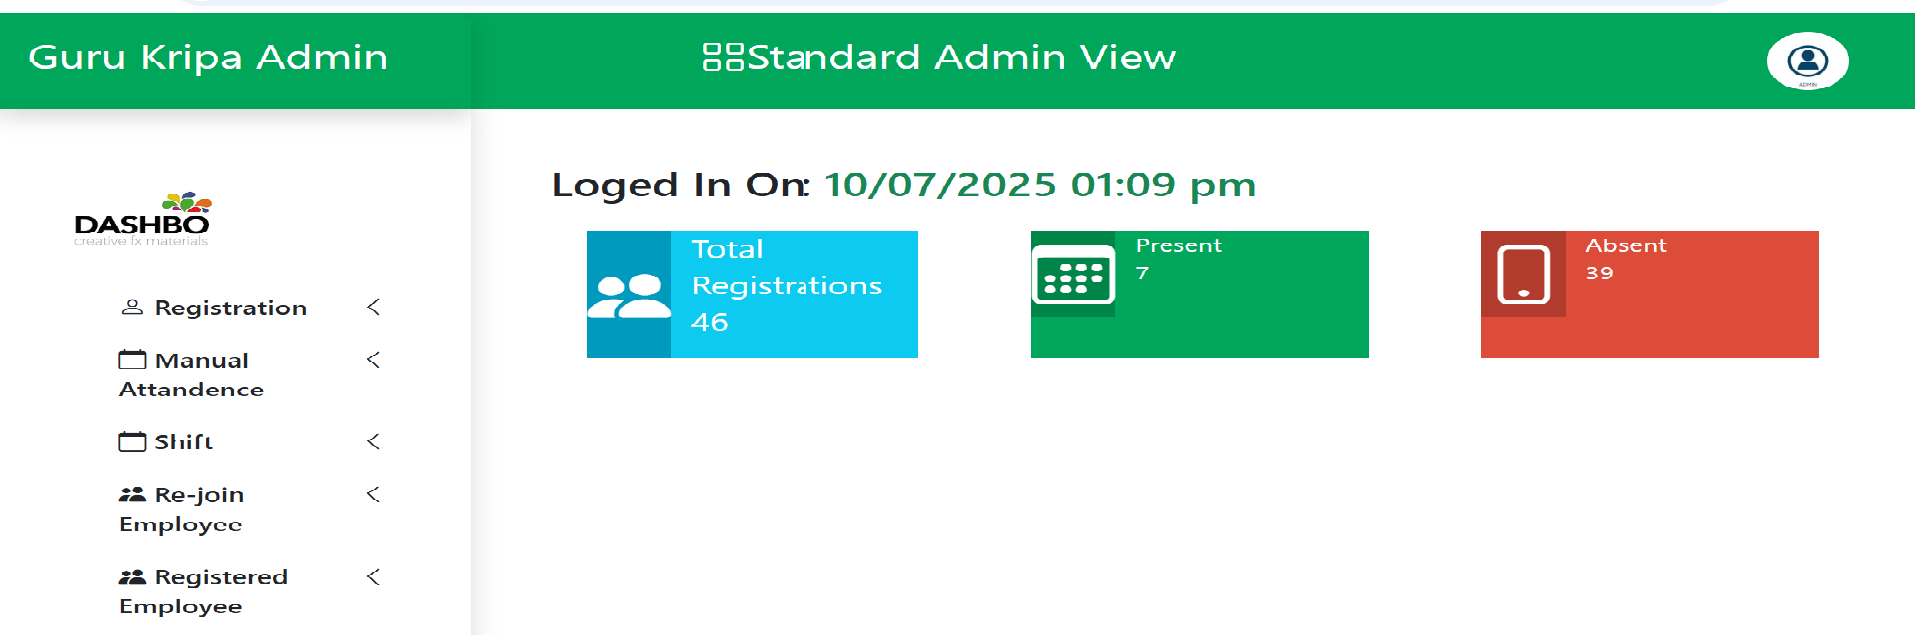 Guru Kripa Admin
Standard Admin View
ADMIN
Loged In On: 10/07/2025 01:09 pm
Total
Registrations
46
Present
7
Absent
39
DASHBO
creative fx materials
Registration
Manual
Attandence
Shift
Re-join
Employee
Registered
Employee